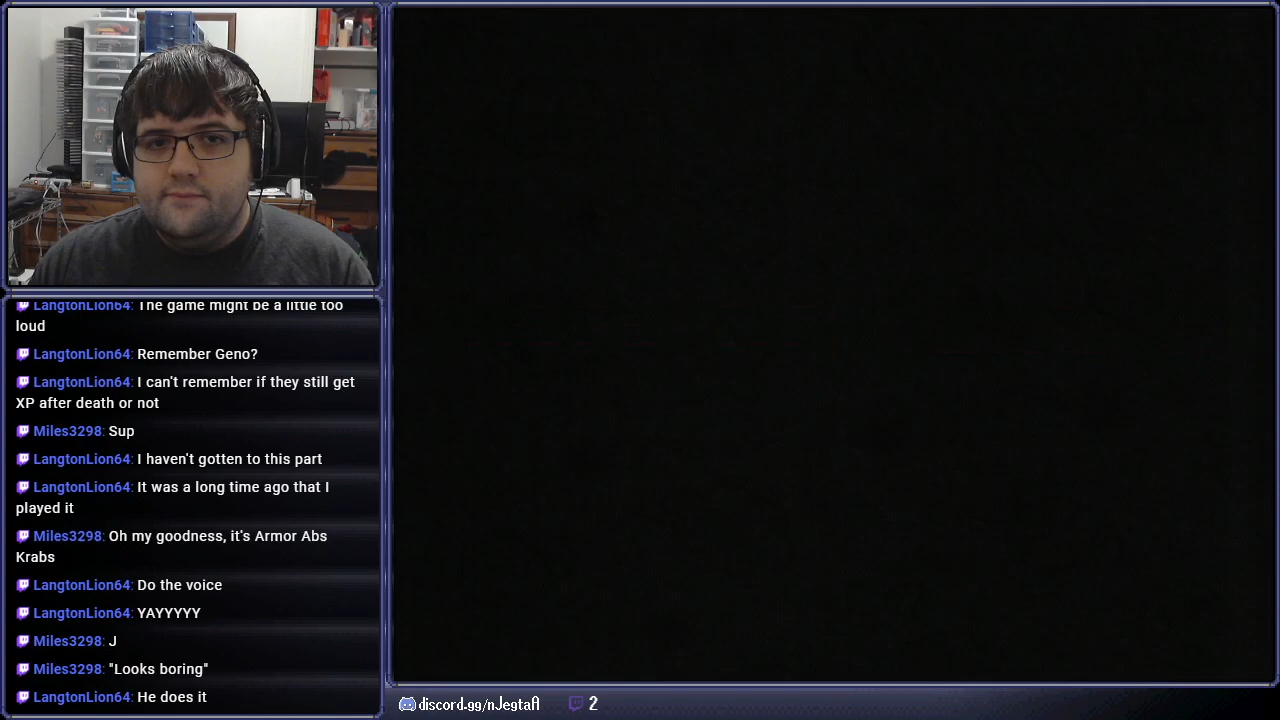 LangtonLion64: The game might be a little too
loud
LangtonLion64: Remember Geno?
LangtonLion64: I can't remember if they still get
XP after death or not
Miles3298: Sup
LangtonLion64: I haven't gotten to this part
LangtonLion64: It was a long time ago that I
played it
Miles3298: Oh my goodness, it's Armor Abs
Krabs
LangtonLion64: Do the voice
LangtonLion64: YAYYYYY
Miles3298: J
Miles3298: "Looks boring"
LangtonLion64: He does it
discord.gg/nJegtaA 2